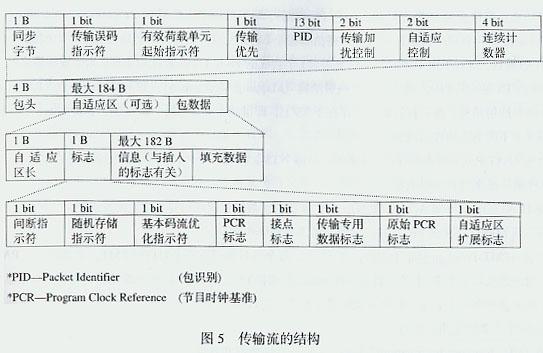 1 B 1 bit 1 bit 1 bit 13 bit 2 bit 2 bit 4 bit
同步 传输误码 有效荷载单元 传输 PID 传输加 自适应 连续计
字节 指示符 起始指示符 优先 扰控制 控制 数器
4 B 最大 184 B
包头 自适应区（可选） 包数据
1 B 1 B 最大 182 B
自适应 标志 信息（与插入 填充数据
区长 的标志有关）
1 bit 1 bit 1 bit 1 bit 1 bit 1 bit 1 bit 1 bit
间断指 随机存储 基本码流优 PCR 接点 传输专用 原始 PCR 自适应区
示符 指示符 化指示符 标志 标志 数据标志 标志 扩展标志
*PID—Packet Identifier （包识别）
*PCR—Program Clock Reference （节目时钟基准）
图 5 传输流的结构